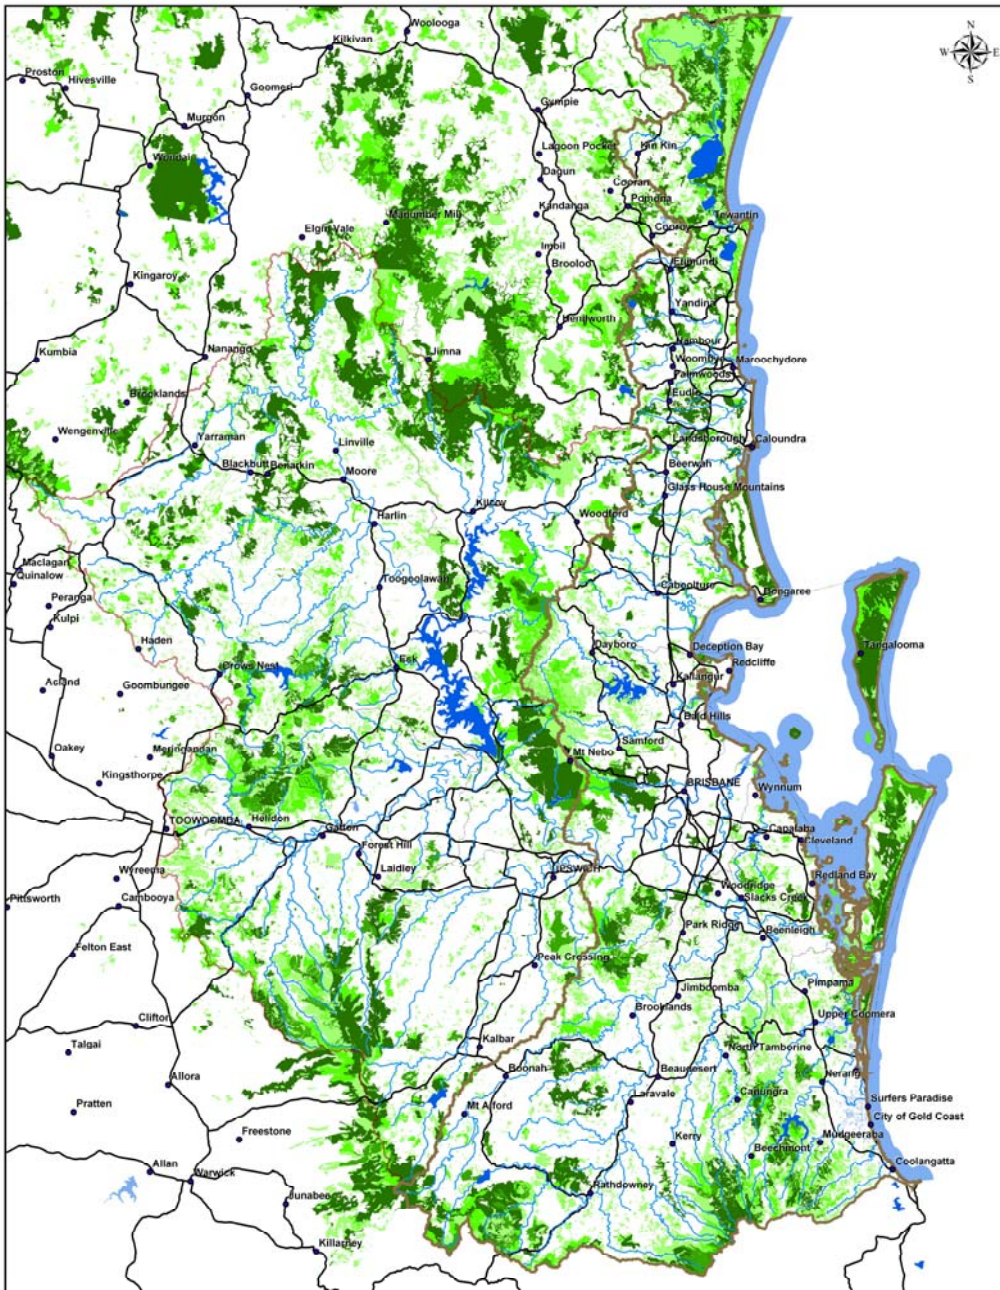 Woolooga
N
Kilkivan
W
E
Proston
Hivesville
S
Goomeri
Gympie
Murgon
Lagoon Pocket
Kin Kin
Wondai
Dagun
Cooran
Pomona
Kandanga
Manumbar Mill
Tewantin
Elgin Vale
Cooroy
Imbil
Brooloo
Eumundi
Kingaroy
Yandina
Kenilworth
Nambour
Kumbia
Nanango
Jimna
Woombye
Maroochydore
Palmwoods
Eudlo
Brooklands
Wengenville
Yarraman
Linville
Landsborough
Caloundra
Blackbutt
Benarkin
Moore
Beerwah
Glass House Mountains
Kilcoy
Harlin
Woodford
Maclagan
Quinalow
Toogoolawah
Caboolture
Bongaree
Peranga
Kulpi
Haden
Dayboro
Deception Bay
Tangalooma
Crows Nest
Esk
Redcliffe
Acland
Goombungee
Kallangur
Bald Hills
Oakey
Meringandan
Samford
Mt Nebo
Kingsthorpe
BRISBANE
Wynnum
TOOWOOMBA
Helidon
Gatton
Capalaba
Cleveland
Forest Hill
Laidley
IPSWICH
Wyreema
Redland Bay
Woodridge
Slacks Creek
Pittsworth
Cambooya
Park Ridge
Beenleigh
Felton East
Peak Crossing
Pimpama
Jimboomba
Brooklands
Clifton
Upper Coomera
Talgai
Kalbar
North Tamborine
Boonah
Beaudesert
Nerang
Allora
Canungra
Laravale
Surfers Paradise
Pratten
Mt Alford
City of Gold Coast
Freestone
Kerry
Mudgeeraba
Beechmont
Allan
Warwick
Coolangatta
Rathdowney
Junabee
Killarney